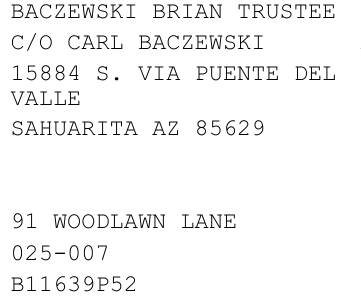 BACZEWSKI BRIAN TRUSTEE
C/O CARL BACZEWSKI
15884 S. VIA PUENTE DEL
VALLE
SAHUARITA AZ 85629
91 WOODLAWN LANE
025-007
B11639P52